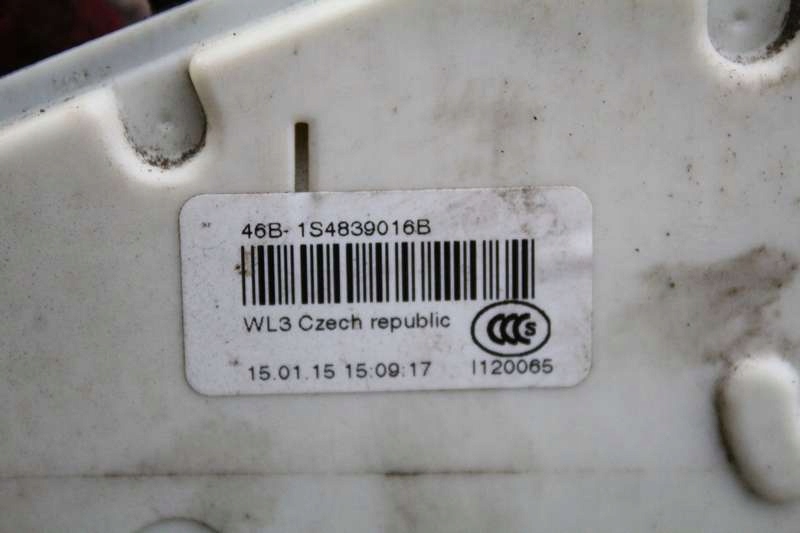 46B- 1S4839016B
WL3 Czech republic
CCC S
15.01.15 15:09:17 I120065